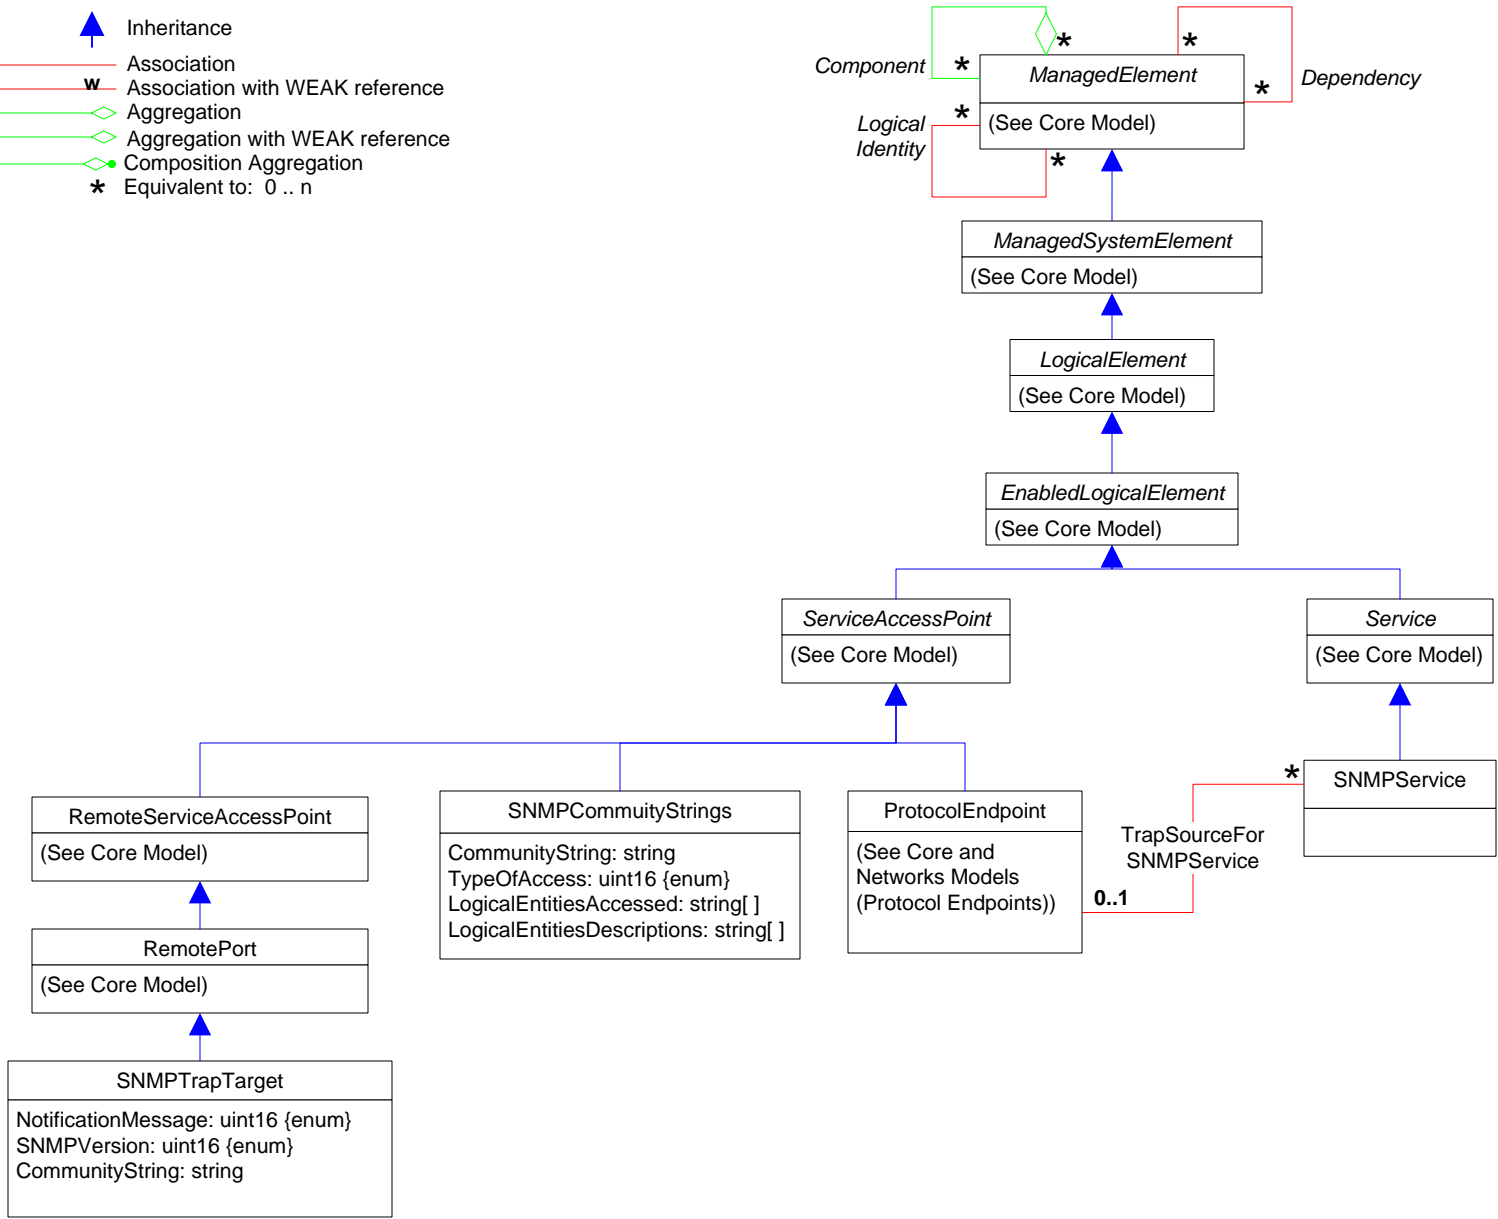 Inheritance
Association
w
Association with WEAK reference
Aggregation
Aggregation with WEAK reference
Composition Aggregation
* Equivalent to: 0 .. n
Component
*
*
*
*
Dependency
ManagedElement
(See Core Model)
Logical
Identity
*
*
ManagedSystemElement
(See Core Model)
LogicalElement
(See Core Model)
EnabledLogicalElement
(See Core Model)
ServiceAccessPoint
(See Core Model)
Service
(See Core Model)
RemoteServiceAccessPoint
(See Core Model)
SNMPCommuityStrings
CommunityString: string
TypeOfAccess: uint16 {enum}
LogicalEntitiesAccessed: string[ ]
LogicalEntitiesDescriptions: string[ ]
ProtocolEndpoint
(See Core and
Networks Models
(Protocol Endpoints))
TrapSourceFor
SNMPService
0..1
*
SNMPService
RemotePort
(See Core Model)
SNMPTrapTarget
NotificationMessage: uint16 {enum}
SNMPVersion: uint16 {enum}
CommunityString: string